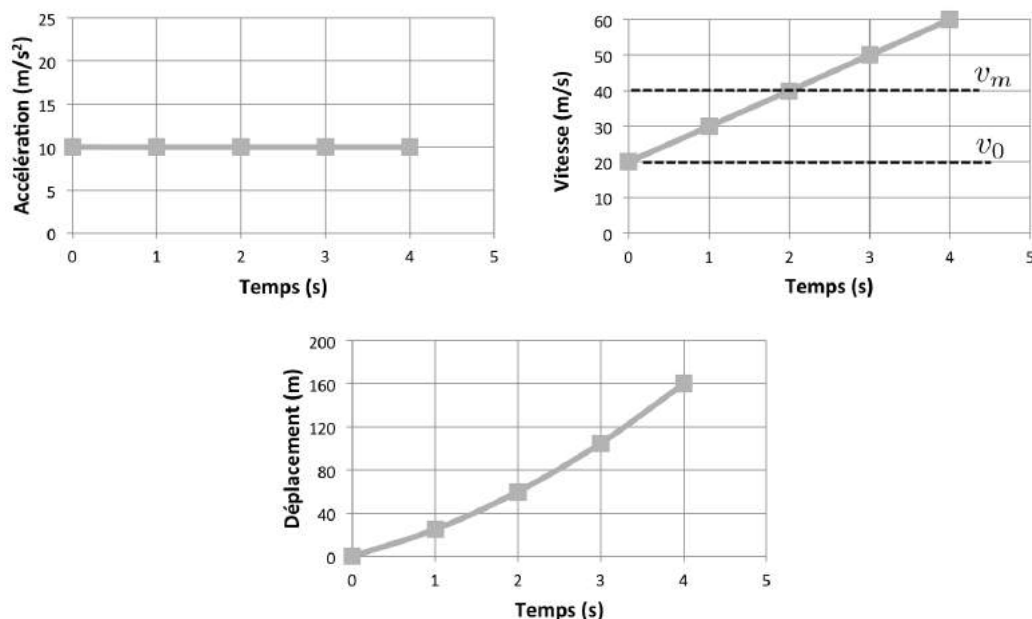 Accélération (m/s²)
25
20
15
10
5
0
0 1 2 3 4 5
Temps (s)
Vitesse (m/s)
60
50
40
30
20
10
0
v_m
v_0
0 1 2 3 4 5
Temps (s)
Déplacement (m)
200
160
120
80
40
0
0 1 2 3 4 5
Temps (s)